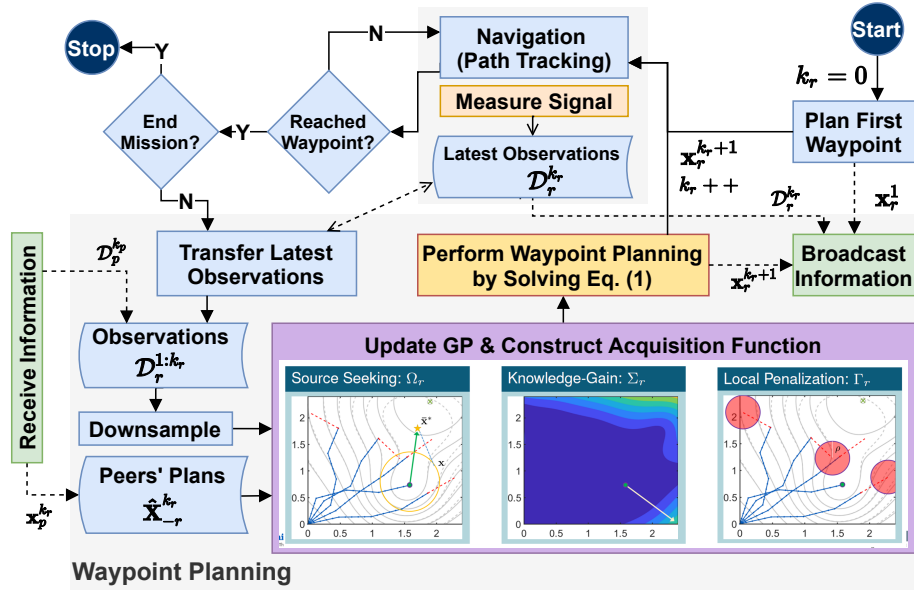 Stop
Y
N
Navigation
(Path Tracking)
Start
k_r = 0
Measure Signal
Plan First
Waypoint
End
Mission?
Y
Reached
Waypoint?
Y
Latest Observations
𝒟_r^{k_r}
x_r^{k_r+1}
k_r + +
N
𝒟_r^{k_r}
x_r^1
Receive Information
𝒟_p^{k_p}
Transfer Latest
Observations
Perform Waypoint Planning
by Solving Eq. (1)
x_r^{k_r+1}
Broadcast
Information
Observations
𝒟_r^{1:k_r}
Update GP & Construct Acquisition Function
Source Seeking: Ω_r
Knowledge-Gain: Σ_r
Local Penalization: Γ_r
Downsample
Peers' Plans
x_p^{k_r}
2
1.5
1
0.5
0
x
0 0.5 1 1.5 2
2
1.5
1
0.5
0
0 0.5 1 1.5 2
2
1.5
1
0.5
0
ρ
0 0.5 1 1.5 2
Waypoint Planning